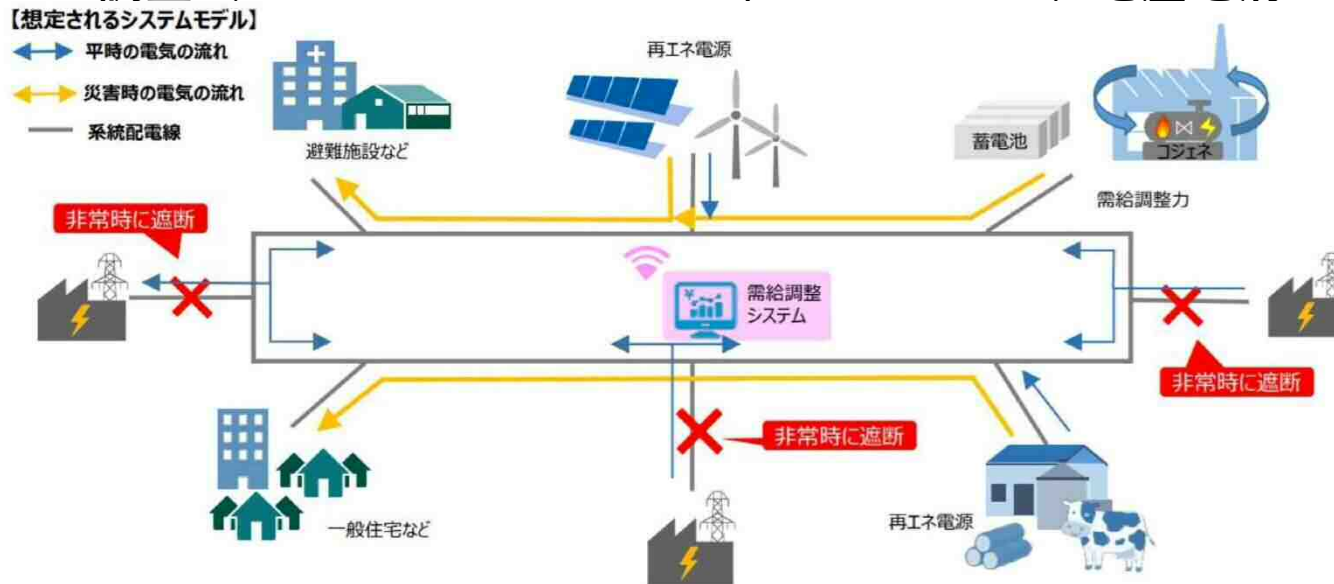 【想定されるシステムモデル】
平時の電気の流れ
災害時の電気の流れ
系統配電線
避難施設など
再エネ電源
蓄電池
コジェネ
需給調整力
非常時に遮断
需給調整
システム
非常時に遮断
非常時に遮断
一般住宅など
再エネ電源